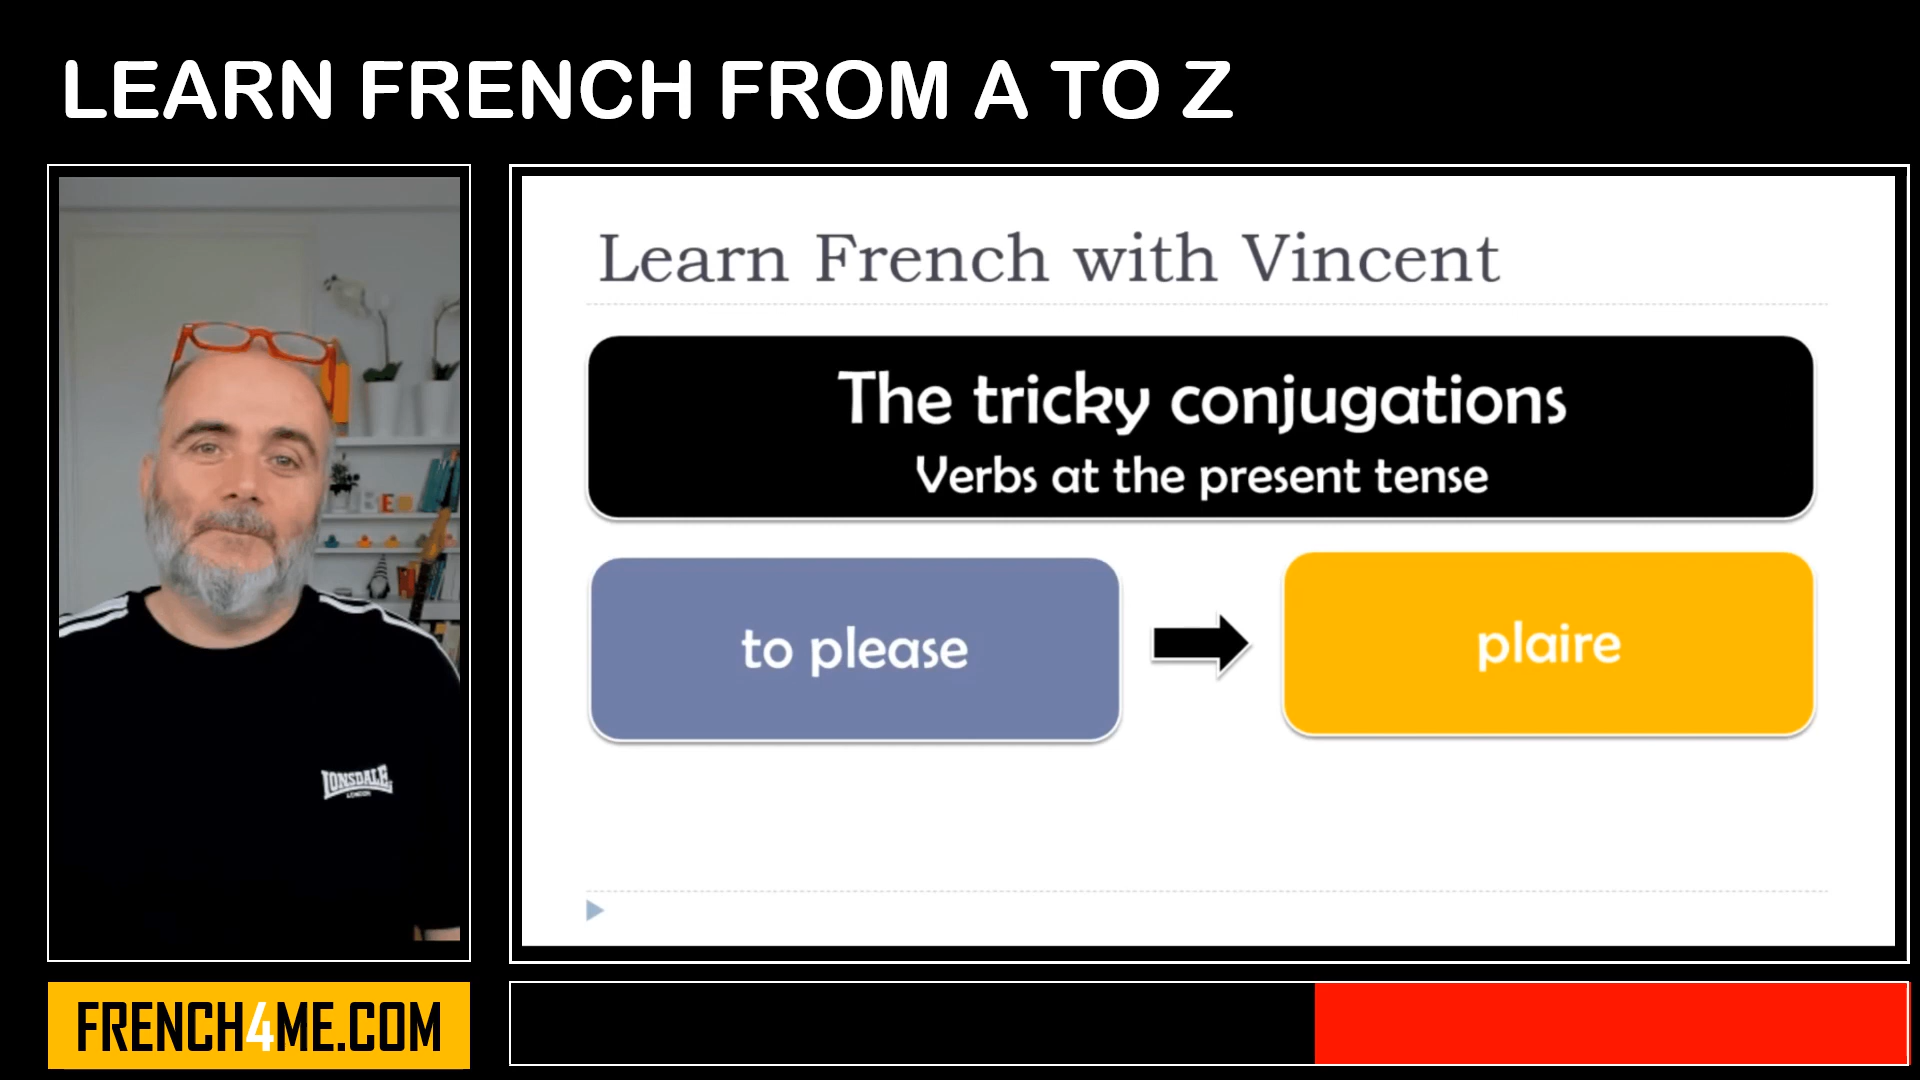 LEARN FRENCH FROM A TO Z
Learn French with Vincent
The tricky conjugations
Verbs at the present tense
to please
plaire
LONSDALE
LONDON
FRENCH4ME.COM